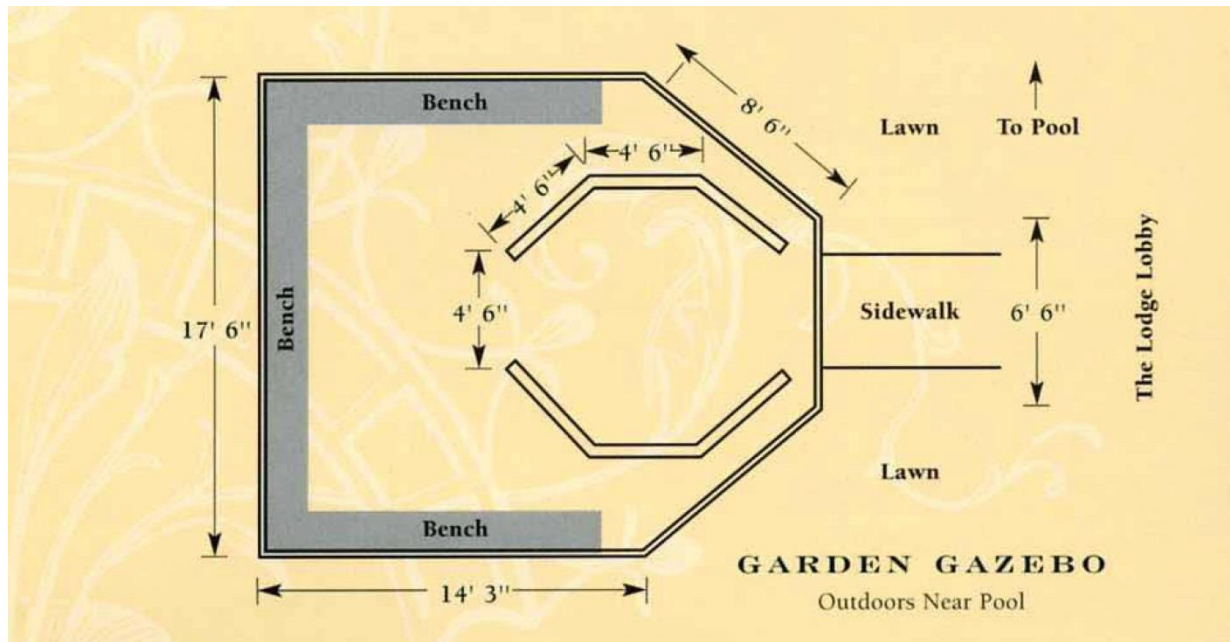 Bench
8' 6"
Lawn
To Pool
4' 6"
4' 6"
Bench
17' 6"
4' 6"
Sidewalk
6' 6"
The Lodge Lobby
Lawn
Bench
14' 3"
GARDEN GAZEBO
Outdoors Near Pool